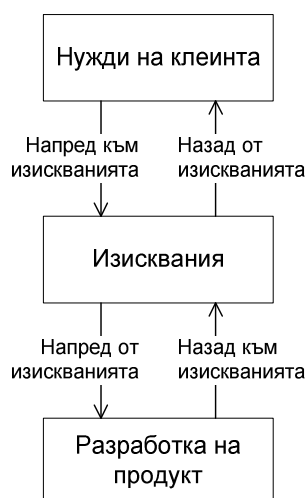 Нужди на клеинта
Напред към
изискванията
Назад от
изискванията
Изисквания
Напред от
изискванията
Назад към
изискванията
Разработка на
продукт